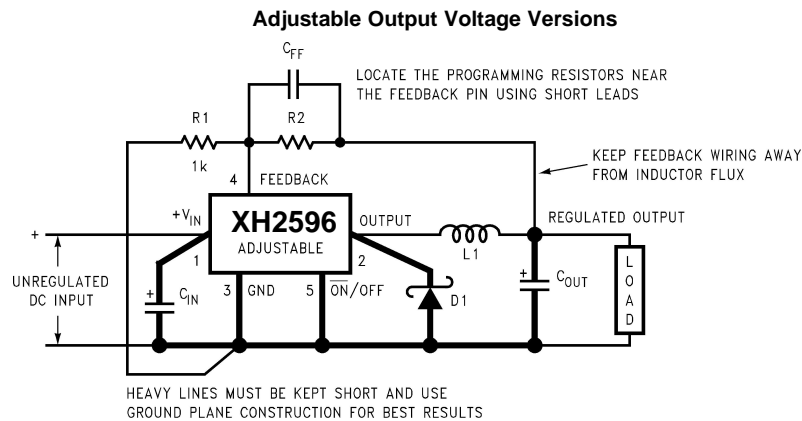 Adjustable Output Voltage Versions
CFF
LOCATE THE PROGRAMMING RESISTORS NEAR
THE FEEDBACK PIN USING SHORT LEADS
R1
R2
1k
KEEP FEEDBACK WIRING AWAY
FROM INDUCTOR FLUX
4
FEEDBACK
+VIN
XH2596
ADJUSTABLE
OUTPUT
REGULATED OUTPUT
+
1
2
L1
UNREGULATED
DC INPUT
+
CIN
3
GND
5
ON/OFF
D1
+
COUT
LOAD
HEAVY LINES MUST BE KEPT SHORT AND USE
GROUND PLANE CONSTRUCTION FOR BEST RESULTS